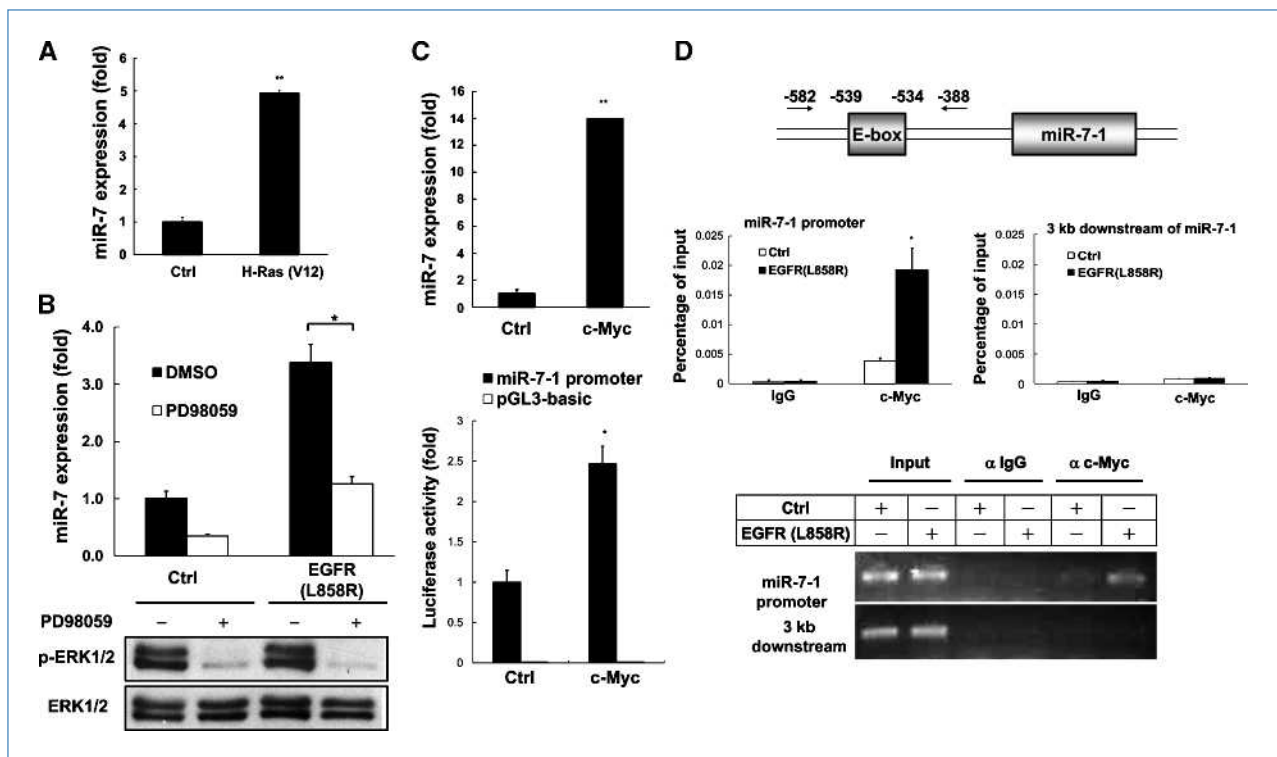 A
miR-7 expression (fold)
6
5
4
3
2
1
0
**
Ctrl
H-Ras (V12)
B
miR-7 expression (fold)
4.0
3.0
2.0
1.0
0.0
DMSO
PD98059
*
Ctrl
EGFR
(L858R)
PD98059
− + − +
p-ERK1/2
ERK1/2
C
miR-7 expression (fold)
16
14
12
10
8
6
4
2
0
**
Ctrl
c-Myc
miR-7-1 promoter
pGL3-basic
Luciferase activity (fold)
3
2.5
2
1.5
1
0.5
0
*
Ctrl
c-Myc
D
-582 -539 -534 -388
E-box
miR-7-1
miR-7-1 promoter
Percentage of input
0.025
0.02
0.015
0.01
0.005
0
Ctrl
EGFR(L858R)
*
IgG
c-Myc
3 kb downstream of miR-7-1
Percentage of input
0.025
0.02
0.015
0.01
0.005
0
Ctrl
EGFR(L858R)
IgG
c-Myc
Input α IgG α c-Myc
Ctrl + − + − + −
EGFR (L858R) − + − + − +
miR-7-1
promoter
3 kb
downstream